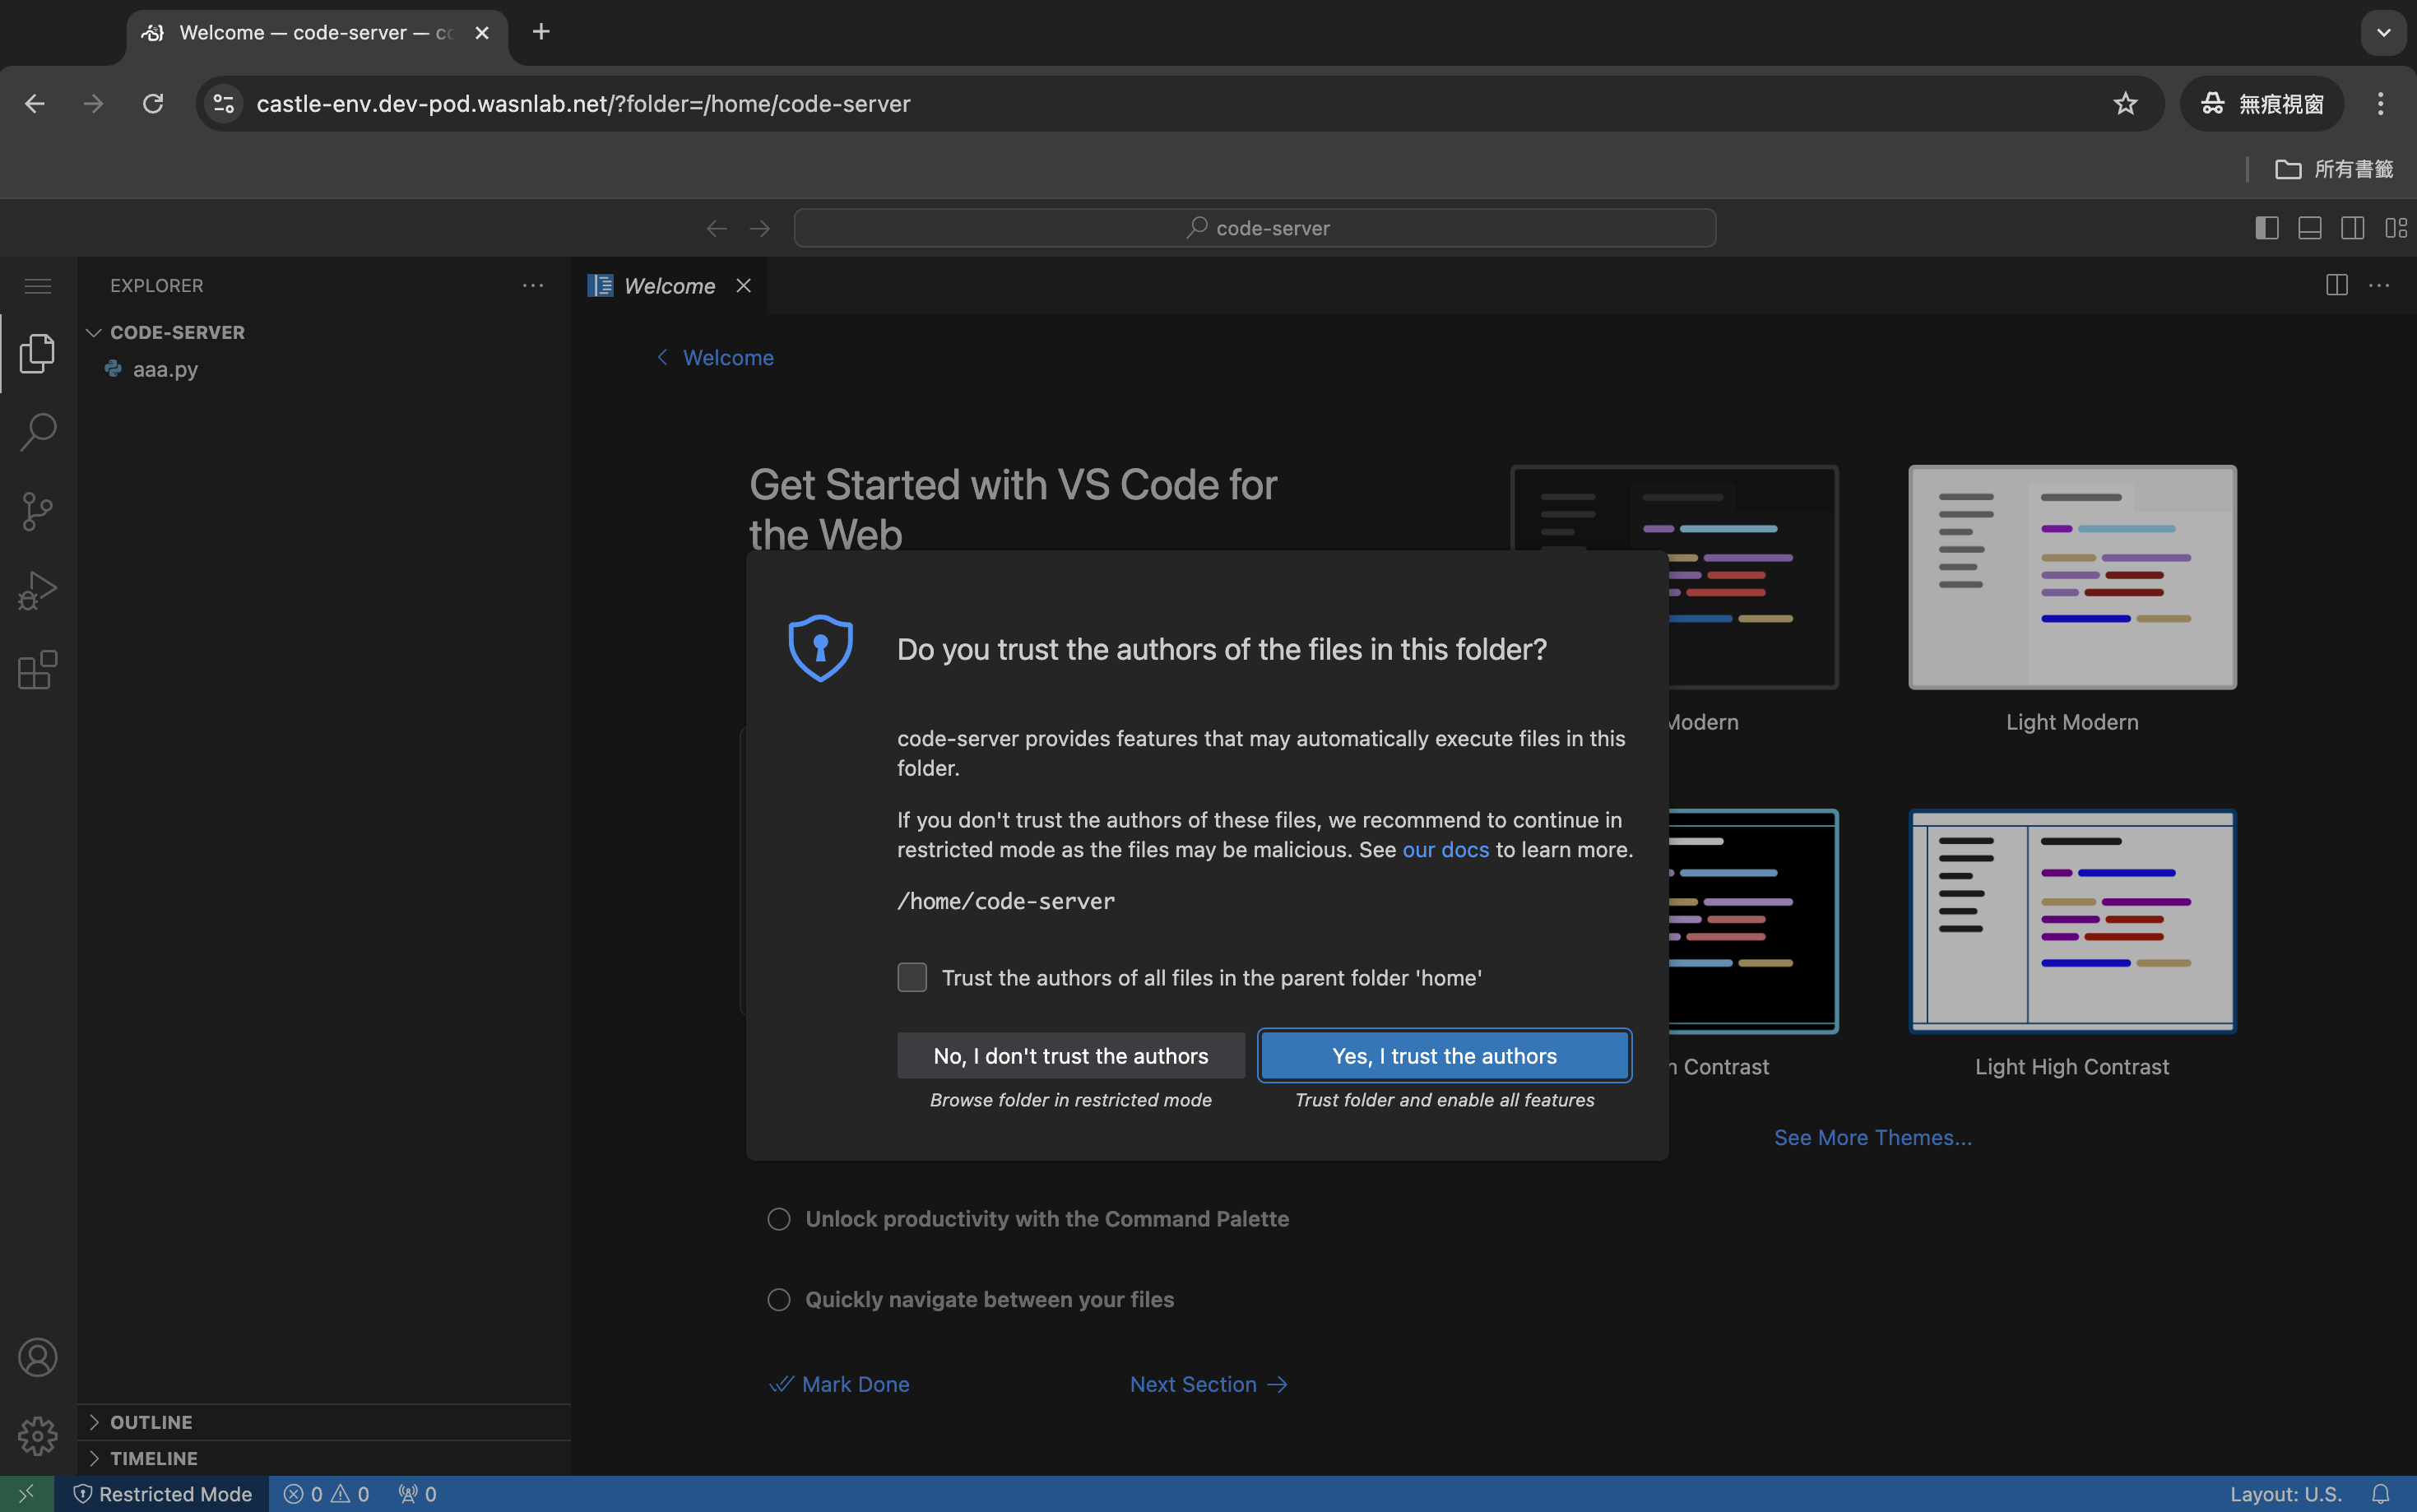 Welcome — code-server — co
castle-env.dev-pod.wasnlab.net/?folder=/home/code-server
無痕視窗
所有書籤
code-server
EXPLORER
CODE-SERVER
aaa.py
Welcome
Welcome
Get Started with VS Code for
the Web
Modern
Light Modern
Do you trust the authors of the files in this folder?
code-server provides features that may automatically execute files in this
folder.
If you don't trust the authors of these files, we recommend to continue in
restricted mode as the files may be malicious. See our docs to learn more.
/home/code-server
Trust the authors of all files in the parent folder 'home'
No, I don't trust the authors
Yes, I trust the authors
Browse folder in restricted mode
Trust folder and enable all features
n Contrast
Light High Contrast
See More Themes...
Unlock productivity with the Command Palette
Quickly navigate between your files
Mark Done
Next Section
OUTLINE
TIMELINE
Restricted Mode
0
0
0
Layout: U.S.